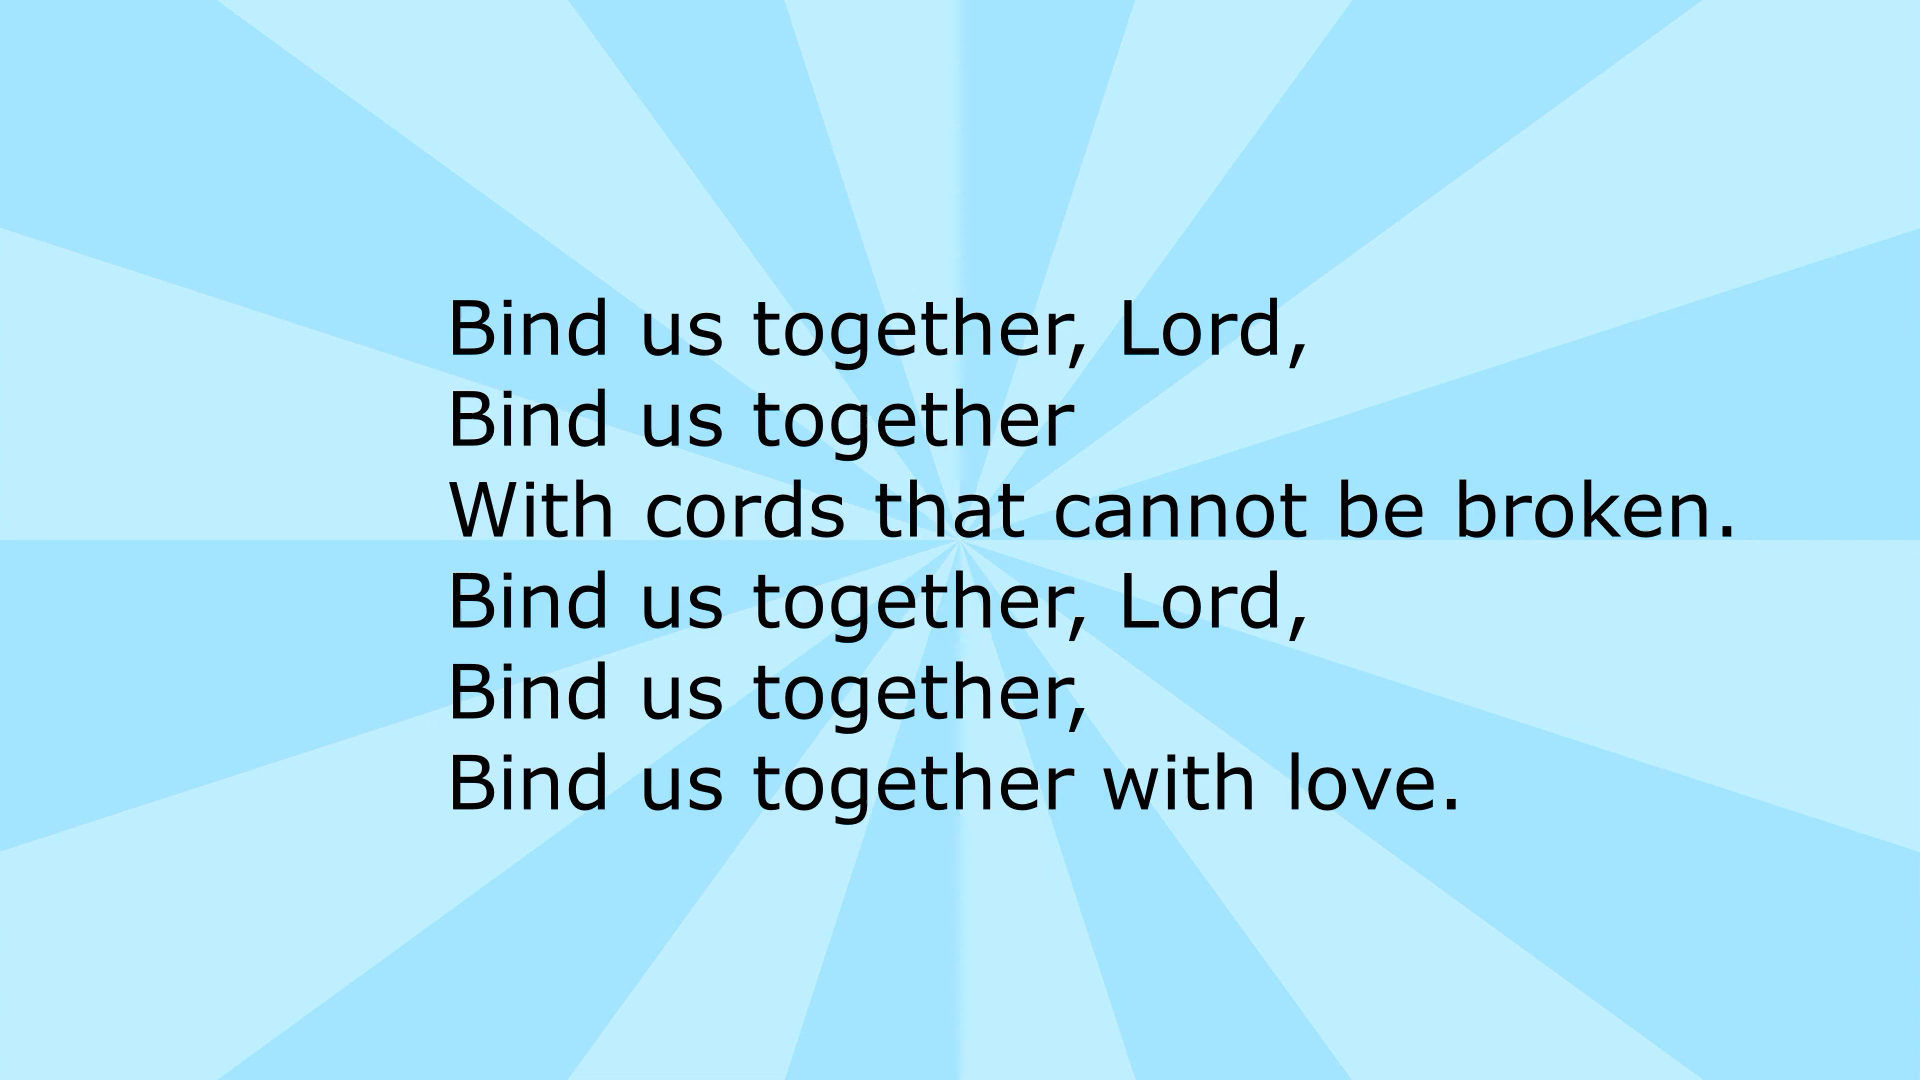 Bind us together, Lord,
Bind us together
With cords that cannot be broken.
Bind us together, Lord,
Bind us together,
Bind us together with love.